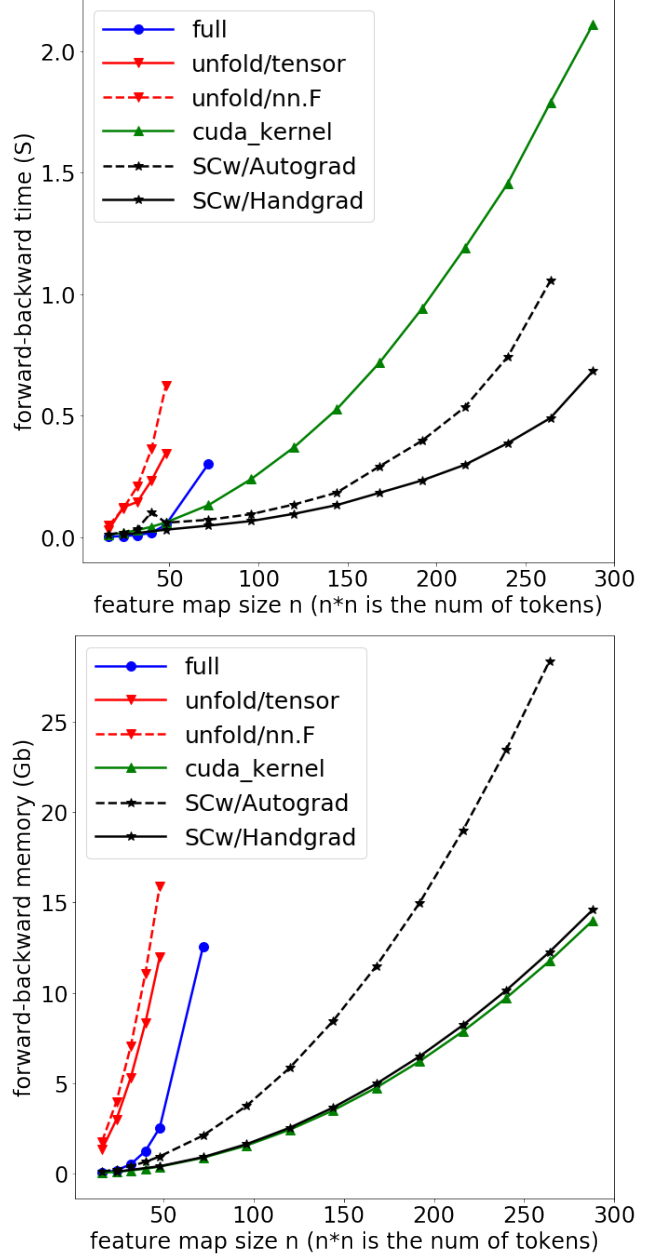 full
unfold/tensor
unfold/nn.F
cuda_kernel
SCw/Autograd
SCw/Handgrad
forward-backward time (S)
2.0
1.5
1.0
0.5
0.0
50
100
150
200
250
300
feature map size n (n*n is the num of tokens)
full
unfold/tensor
unfold/nn.F
cuda_kernel
SCw/Autograd
SCw/Handgrad
forward-backward memory (Gb)
25
20
15
10
5
0
50
100
150
200
250
300
feature map size n (n*n is the num of tokens)